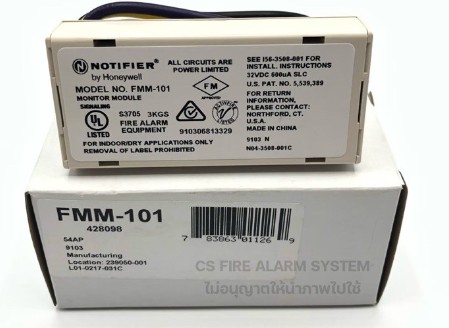 NOTIFIER®
by Honeywell
MODEL NO. FMM-101
MONITOR MODULE
SIGNALING
UL
LISTED
S3705 3KGS
FIRE ALARM
EQUIPMENT
FOR INDOOR/DRY APPLICATIONS ONLY
REMOVAL OF LABEL PROHIBITED
ALL CIRCUITS ARE
POWER LIMITED
FM
APPROVED
910306813329
SEE I56-3508-001 FOR
INSTALL. INSTRUCTIONS
32VDC 600uA SLC
U.S. PAT. NO. 5,539,389
FOR RETURN
INFORMATION,
PLEASE CONTACT:
NORTHFORD, CT.
U.S.A.
MADE IN CHINA
9103 N
N04-3508-001C
FMM-101
428098
54AP
9103
Manufacturing
Location: 239058-001
L01-0217-031C
7 83863 01126 9
CS FIRE ALARM SYSTEM
ไม่อนุญาตให้นำภาพไปใช้